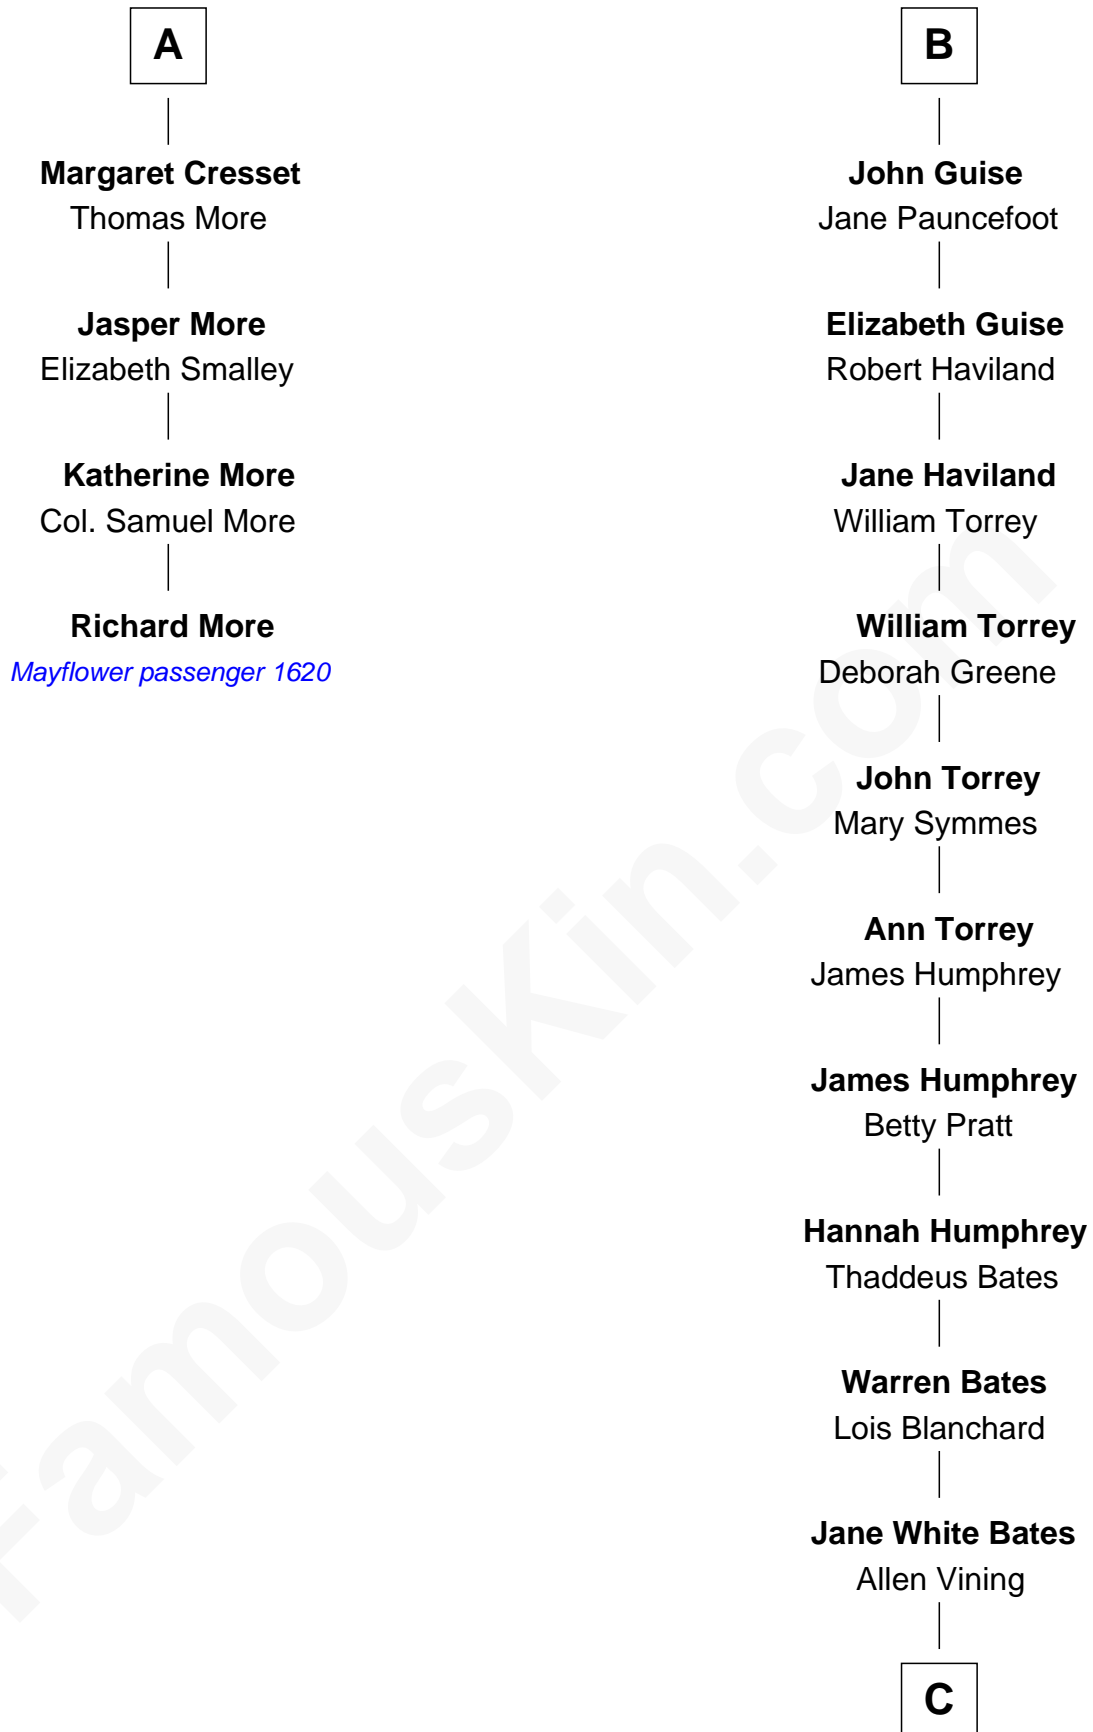 A
Margaret Cresset
Thomas More
Jasper More
Elizabeth Smalley
Katherine More
Col. Samuel More
Richard More
Mayflower passenger 1620
B
John Guise
Jane Pauncefoot
Elizabeth Guise
Robert Haviland
Jane Haviland
William Torrey
William Torrey
Deborah Greene
John Torrey
Mary Symmes
Ann Torrey
James Humphrey
James Humphrey
Betty Pratt
Hannah Humphrey
Thaddeus Bates
Warren Bates
Lois Blanchard
Jane White Bates
Allen Vining
C
FamousKin.com